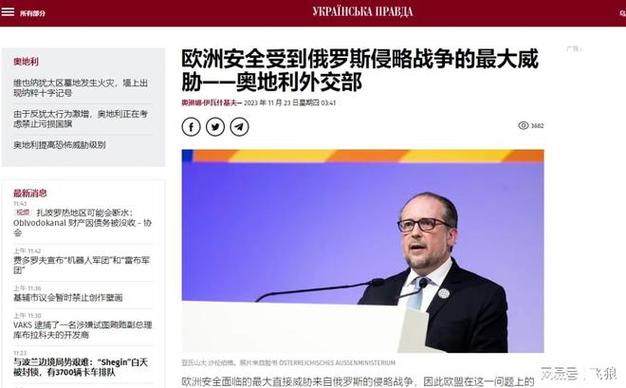 所有部分
УКРАЇНСЬКА ПРАВДА
奥地利
维也纳犹太区墓地发生火灾，墙上出
现纳粹十字记号
由于反犹太行为激增，奥地利正在考
虑禁止污损国旗
奥地利提高恐怖威胁级别
最新消息
11:43
视频 扎波罗热地区可能会断水：
Oblvodokanal 财产因债务被没收 - 协
会
上午 11:42
费多罗夫宣布“机器人军团”和“雷布军
团”
上午 11:36
基辅市议会暂时禁止创作壁画
上午 11:30
VAKS 逮捕了一名涉嫌试图贿赂副总理
库布拉科夫的开发商
11:23
与波兰边境局势艰难：“Shegin”白天
被封锁，有3700辆卡车排队
欧洲安全受到俄罗斯侵略战争的最大威
胁——奥地利外交部
奥琳娜·伊瓦什基夫— 2023 年 11 月 23 日星期四 03:41
3682
广告：
亚历山大·沙伦伯格。照片来自脸书 ÖSTERREICHISCHES AUSSENMINISTERIUM
欧洲安全面临的最大直接威胁来自俄罗斯的侵略战争，因此欧盟在这一问题上的
搜狐号@飞狼